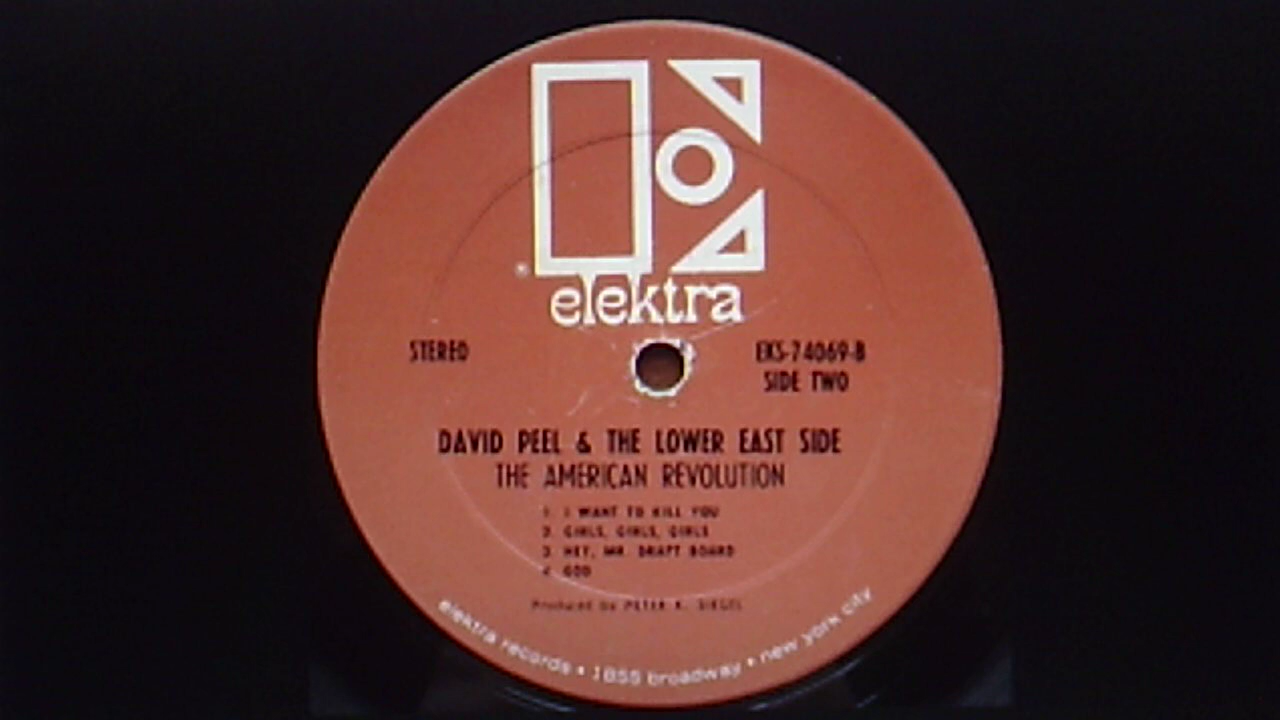 elektra
STEREO
EKS-74069-B
SIDE TWO
DAVID PEEL & THE LOWER EAST SIDE
THE AMERICAN REVOLUTION
1. I WANT TO KILL YOU
2. GIRLS, GIRLS, GIRLS
3. HEY, MR. DRAFT BOARD
4. GOD
Produced by PETER K. SIEGEL
elektra records • 1855 broadway • new york city